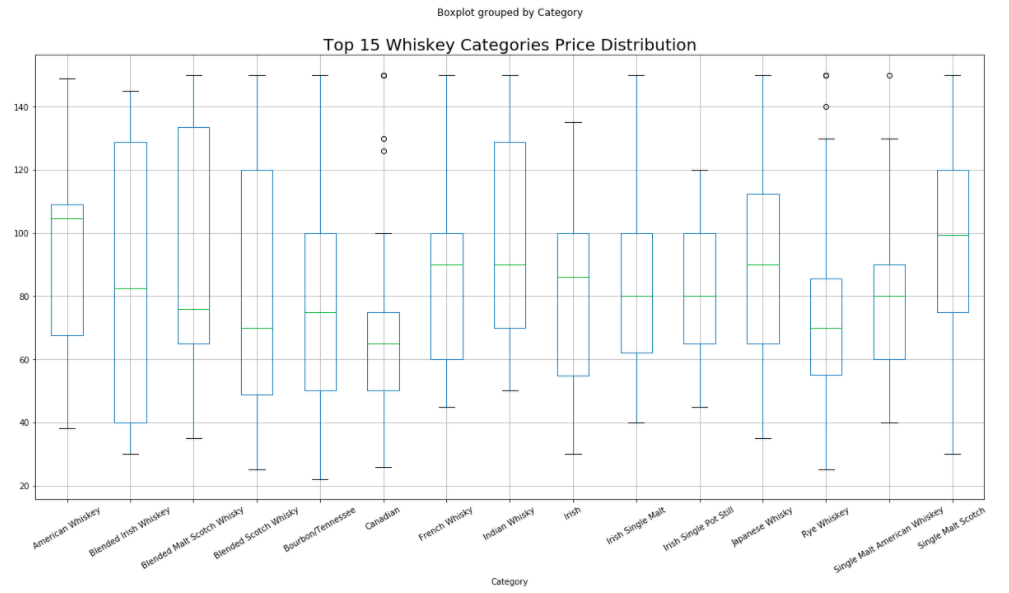 Boxplot grouped by Category
Top 15 Whiskey Categories Price Distribution
140
120
100
80
60
40
20
American Whiskey
Blended Irish Whiskey
Blended Malt Scotch Whisky
Blended Scotch Whisky
Bourbon/Tennessee
Canadian
French Whisky
Indian Whisky
Irish
Irish Single Malt
Irish Single Pot Still
Japanese Whisky
Rye Whiskey
Single Malt American Whiskey
Single Malt Scotch
Category